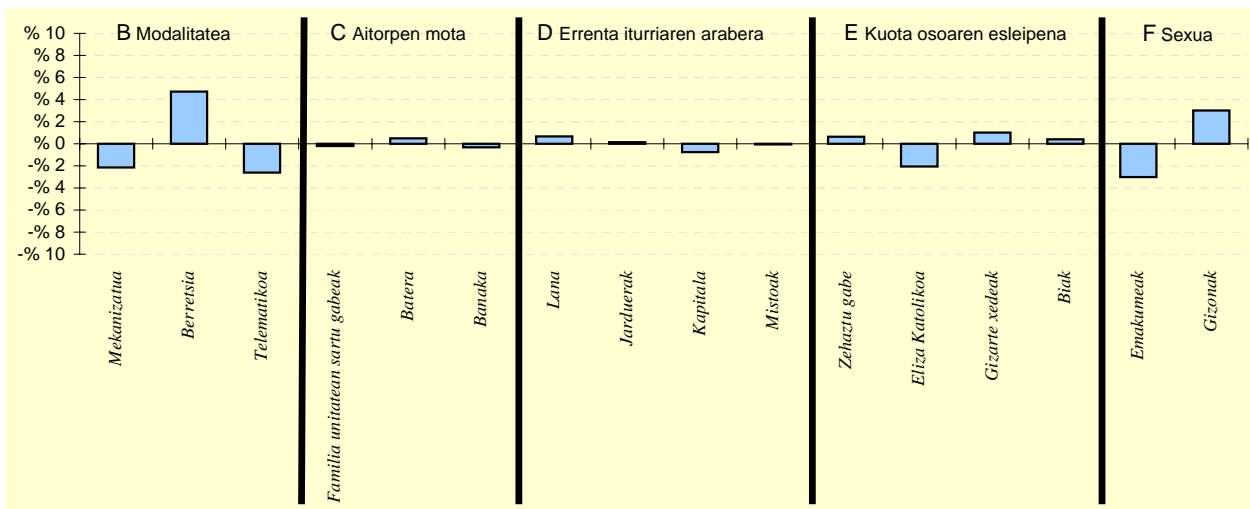 B Modalitatea
C Aitorpen mota
D Errenta iturriaren arabera
E Kuota osoaren esleipena
F Sexua
% 10
% 8
% 6
% 4
% 2
% 0
-% 2
-% 4
-% 6
-% 8
-% 10
Mekanizatua
Berretsia
Telematikoa
Familia unitatean sartu gabeak
Batera
Banaka
Lana
Jarduerak
Kapitala
Mistoak
Zehaztu gabe
Eliza Katolikoa
Gizarte xedeak
Biak
Emakumeak
Gizonak